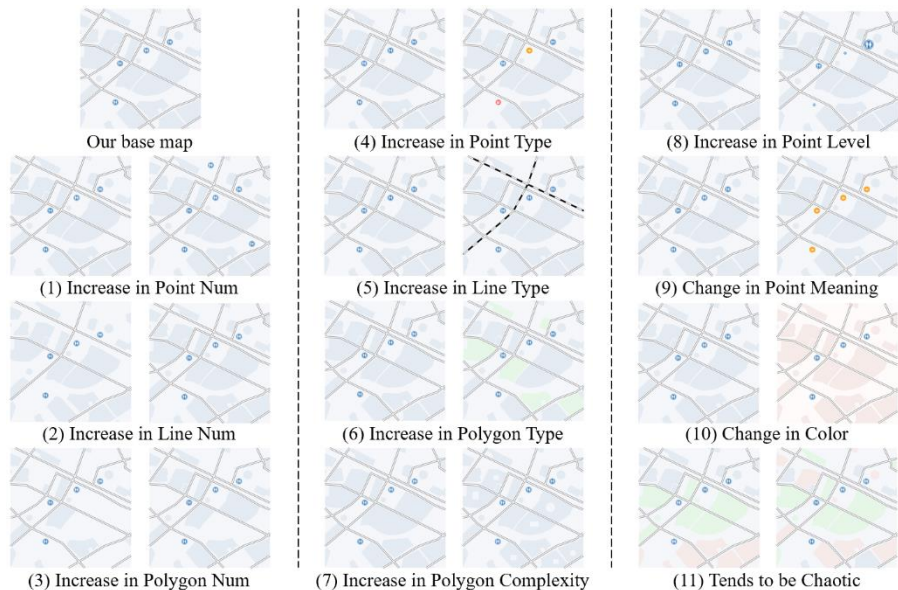 Our base map
(1) Increase in Point Num
(2) Increase in Line Num
(3) Increase in Polygon Num
(4) Increase in Point Type
(5) Increase in Line Type
(6) Increase in Polygon Type
(7) Increase in Polygon Complexity
(8) Increase in Point Level
(9) Change in Point Meaning
(10) Change in Color
(11) Tends to be Chaotic